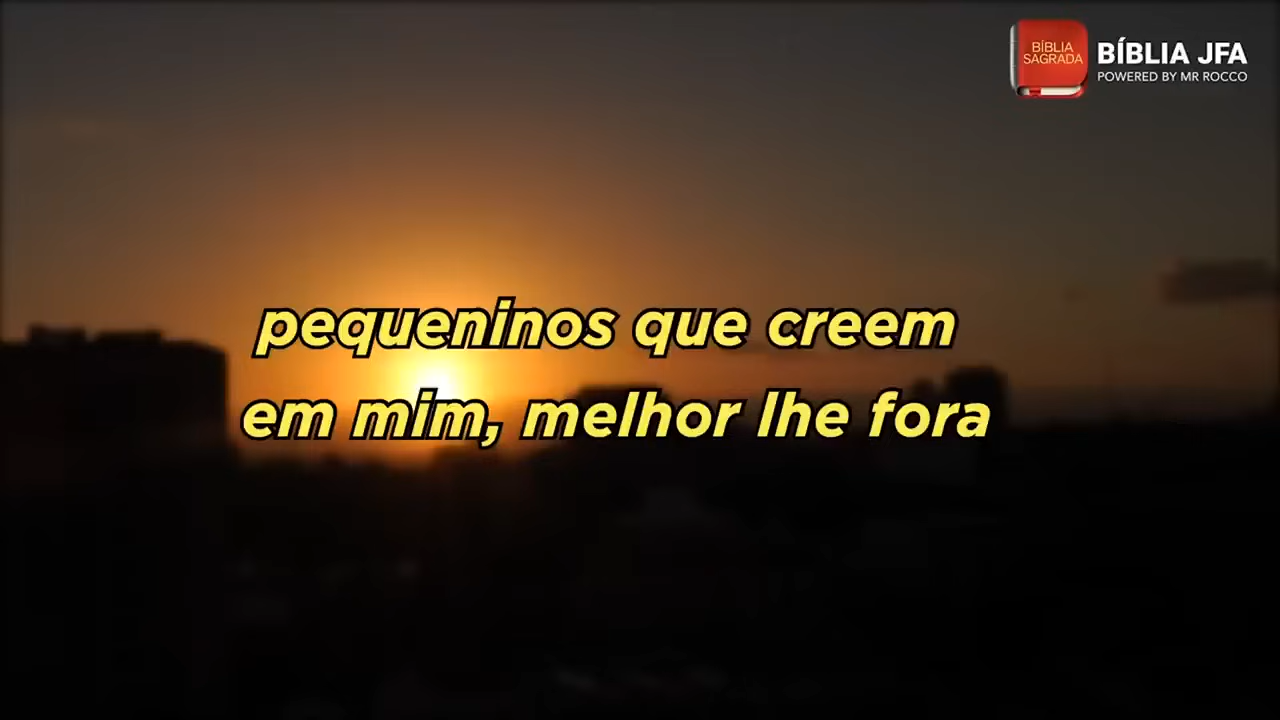 BÍBLIA
SAGRADA
BÍBLIA JFA
POWERED BY MR ROCCO
pequeninos que creem
em mim, melhor lhe fora